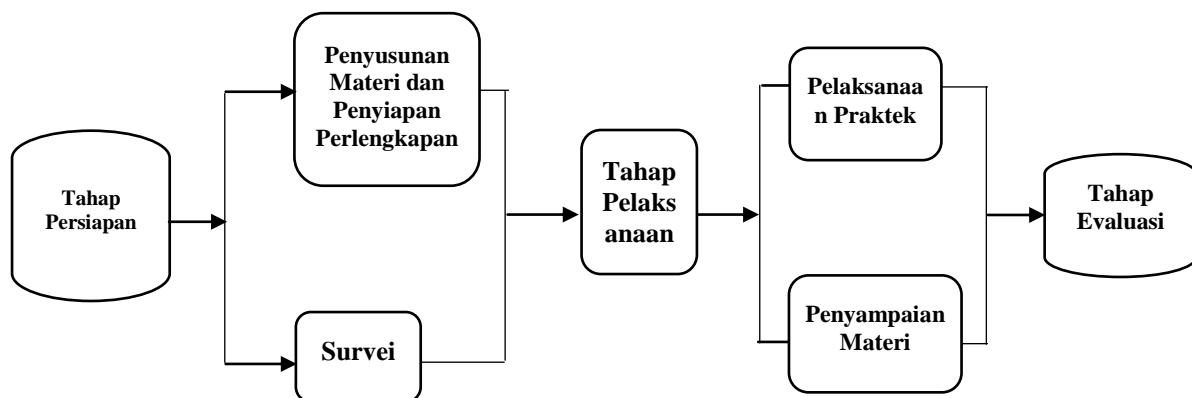 Tahap
Persiapan
Penyusunan
Materi dan
Penyiapan
Perlengkapan
Survei
Tahap
Pelaks
anaan
Pelaksanaa
n Praktek
Penyampaian
Materi
Tahap
Evaluasi